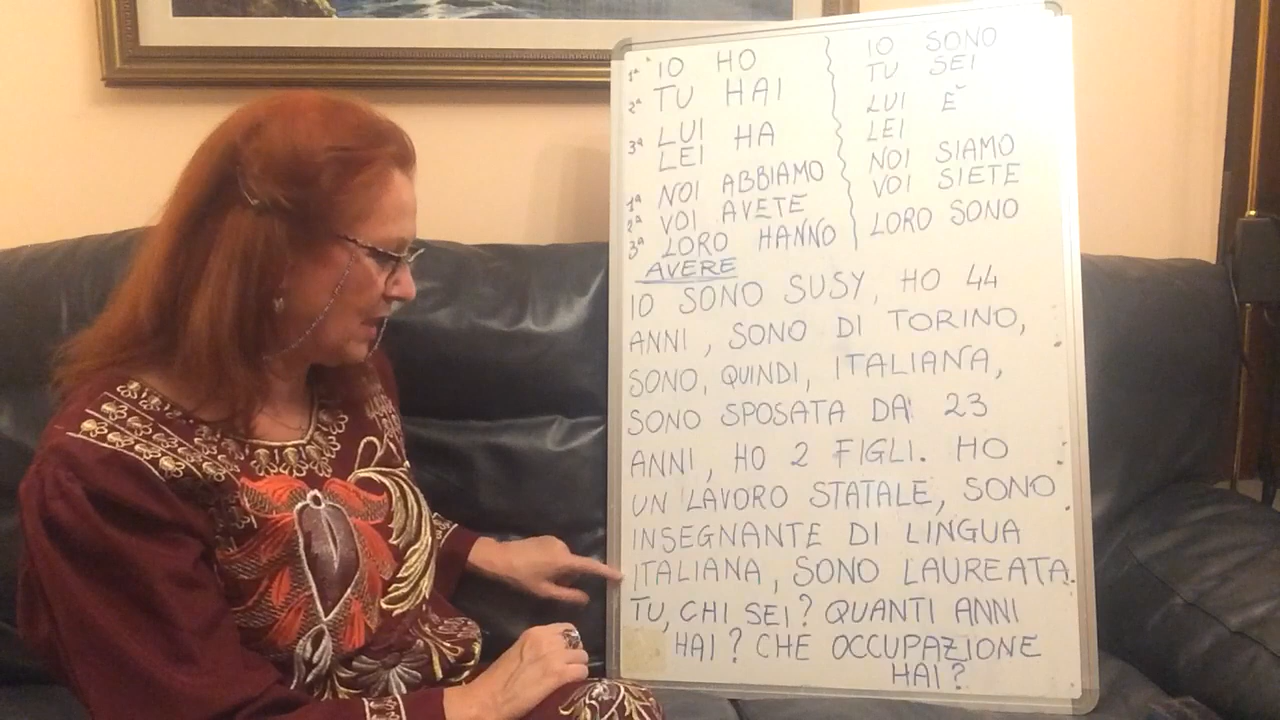 1ª IO HO
2ª TU HAI
3ª LUI
LEI HA
1ª NOI ABBIAMO
2ª VOI AVETE
3ª LORO HANNO
AVERE
IO SONO
TU SEI
LUI È
LEI
NOI SIAMO
VOI SIETE
LORO SONO
IO SONO SUSY, HO 44
ANNI, SONO DI TORINO,
SONO, QUINDI, ITALIANA,
SONO SPOSATA DA 23
ANNI, HO 2 FIGLI. HO
UN LAVORO STATALE, SONO
INSEGNANTE DI LINGUA
ITALIANA, SONO LAUREATA.
TU, CHI SEI? QUANTI ANNI
HAI? CHE OCCUPAZIONE
HAI?